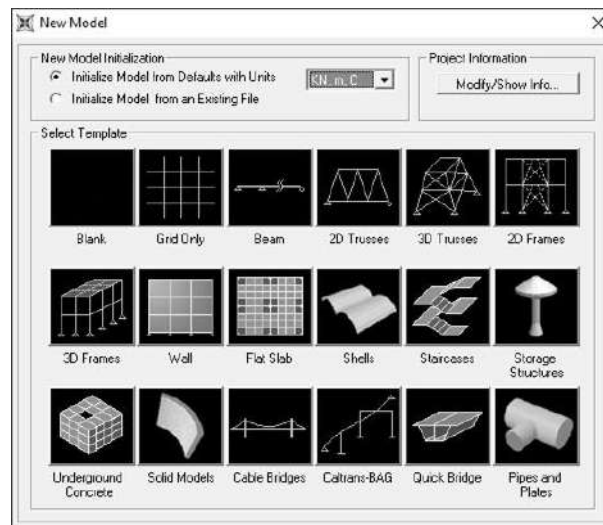 New Model
New Model Initialization
Initialize Model from Defaults with Units
KN, m, C
Initialize Model from an Existing File
Project Information
Modify/Show Info...
Select Template
Blank
Grid Only
Beam
2D Trusses
3D Trusses
2D Frames
3D Frames
Wall
Flat Slab
Shells
Staircases
Storage
Structures
Underground
Concrete
Solid Models
Cable Bridges
Caltrans-BAG
Quick Bridge
Pipes and
Plates